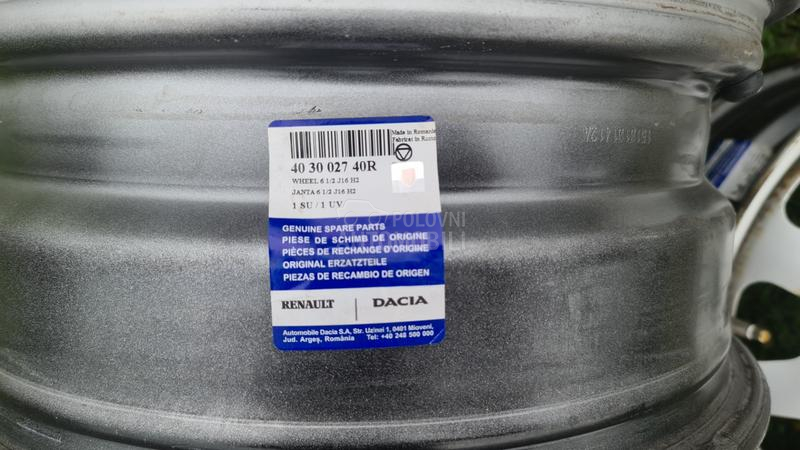 Made in Romania
Fabricat in Rom
40 30 027 40R
WHEEL 6 1/2 J16 H2
JANTA 6 1/2 J16 H2
1 SU / 1 UV
POLOVNI
GENUINE SPARE PARTS
PIESE DE SCHIMB DE ORIGINE
PIÈCES DE RECHANGE D'ORIGINE
ORIGINAL ERZATZTEILE
PIEZAS DE RECAMBIO DE ORIGEN
RENAULT | DACIA
Automobile Dacia S.A, Str. Uzinei 1, 0401 Mioveni,
Jud. Argeş, România Tel: +40 248 500 000